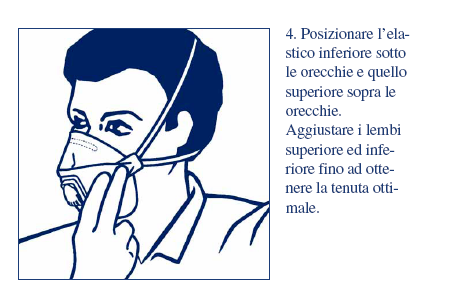 4. Posizionare l’ela-
stico inferiore sotto
le orecchie e quello
superiore sopra le
orecchie.
Aggiustare i lembi
superiore ed infe-
riore fino ad otte-
nere la tenuta otti-
male.